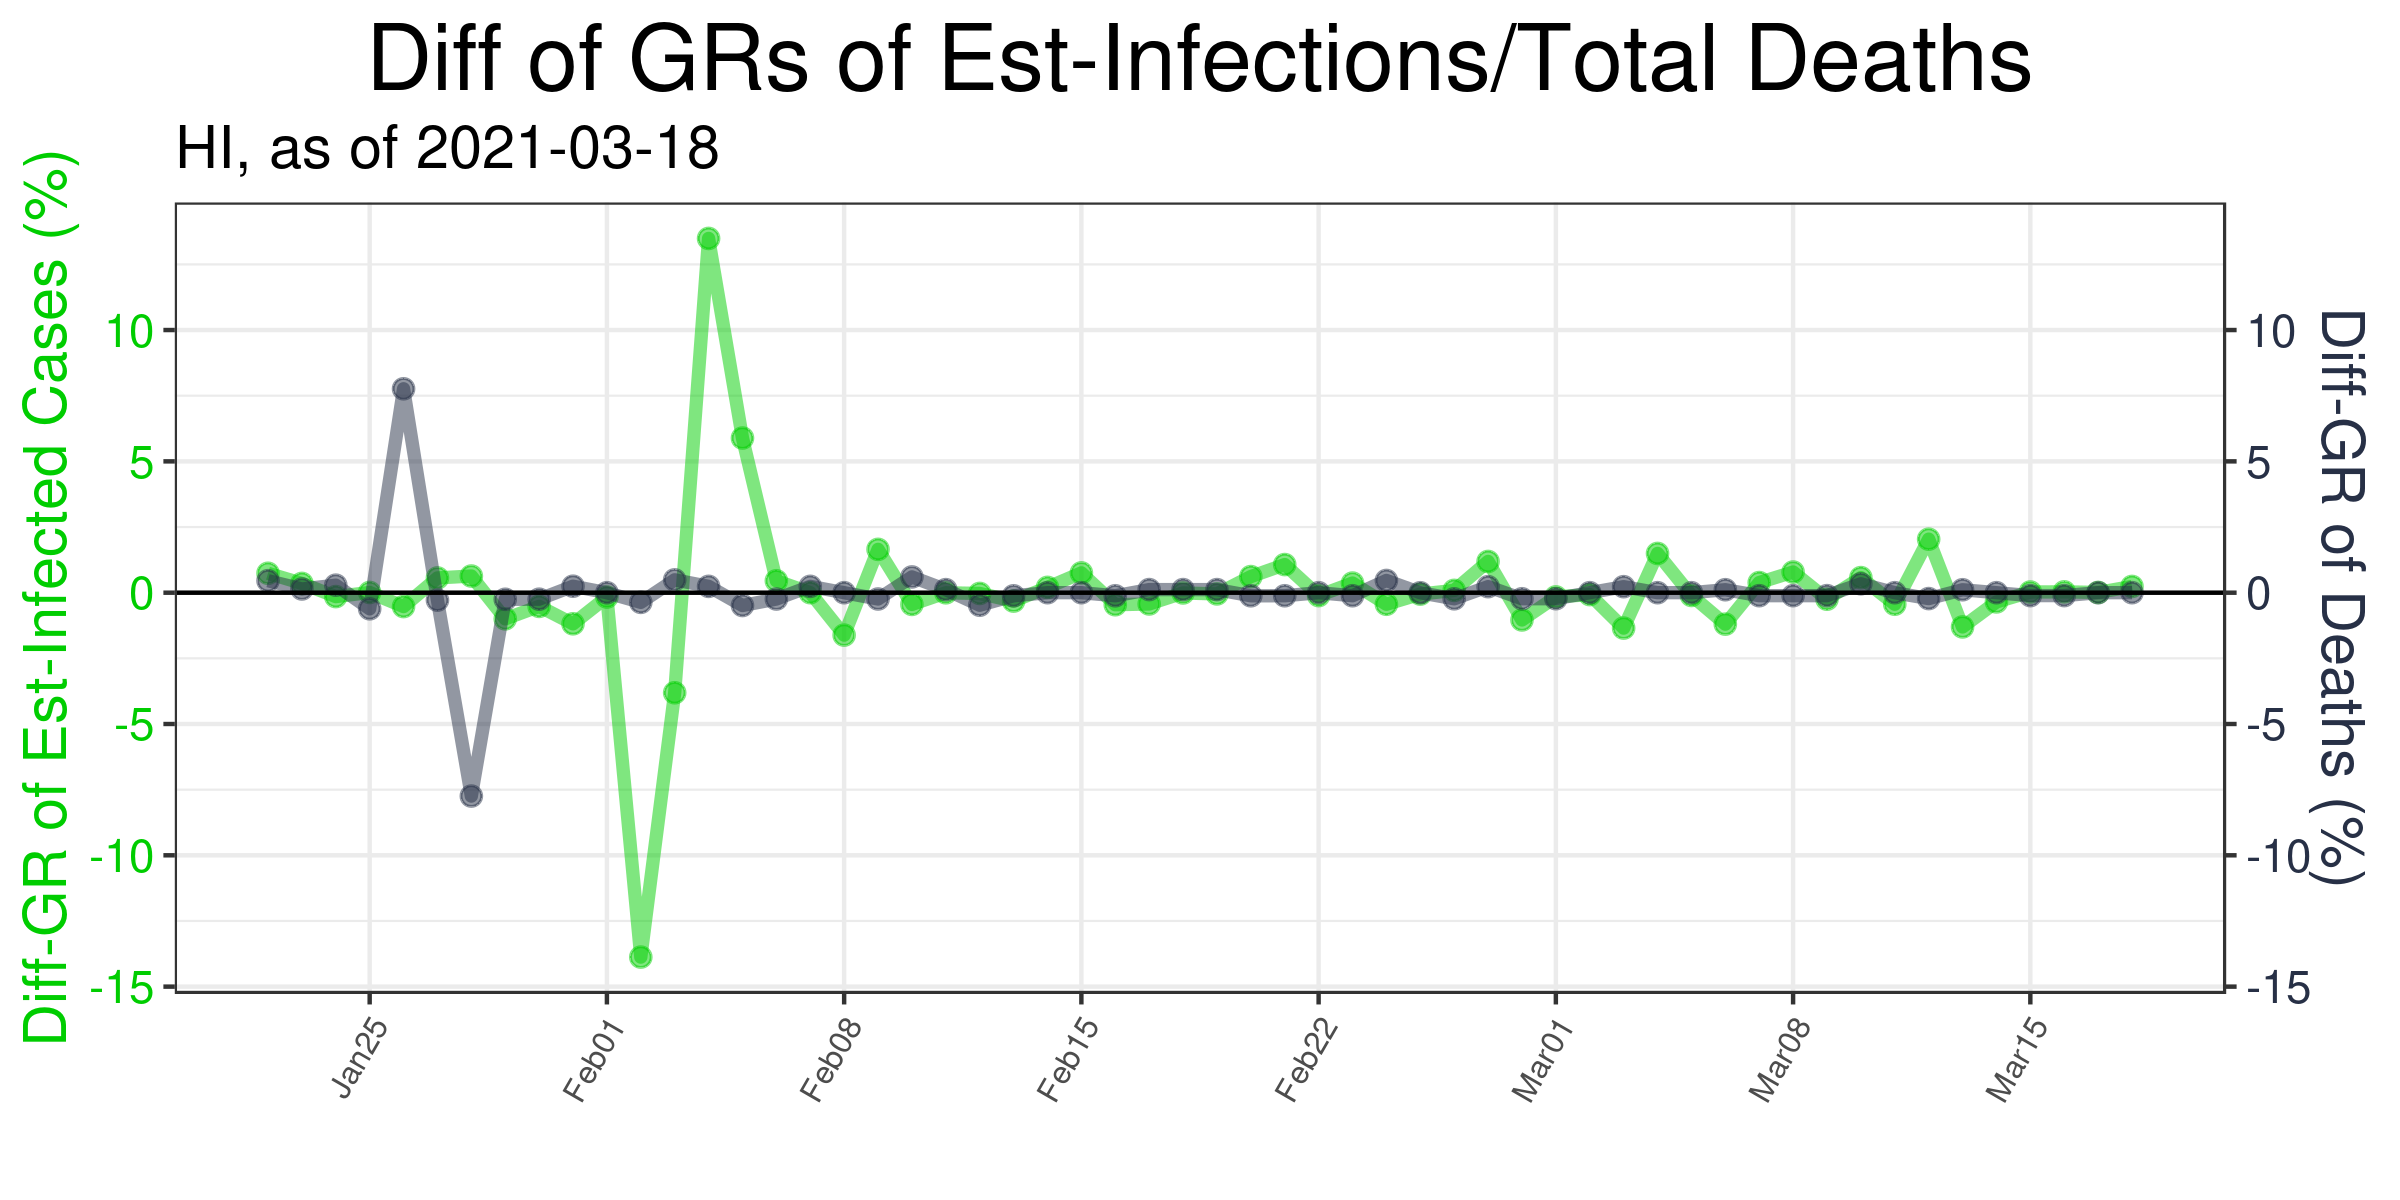 Diff of GRs of Est-Infections/Total Deaths
HI, as of 2021-03-18
Diff-GR of Est-Infected Cases (%)
10
5
0
-5
-10
-15
10
5
0
-5
-10
-15
Diff-GR of Deaths (%)
Jan25
Feb01
Feb08
Feb15
Feb22
Mar01
Mar08
Mar15